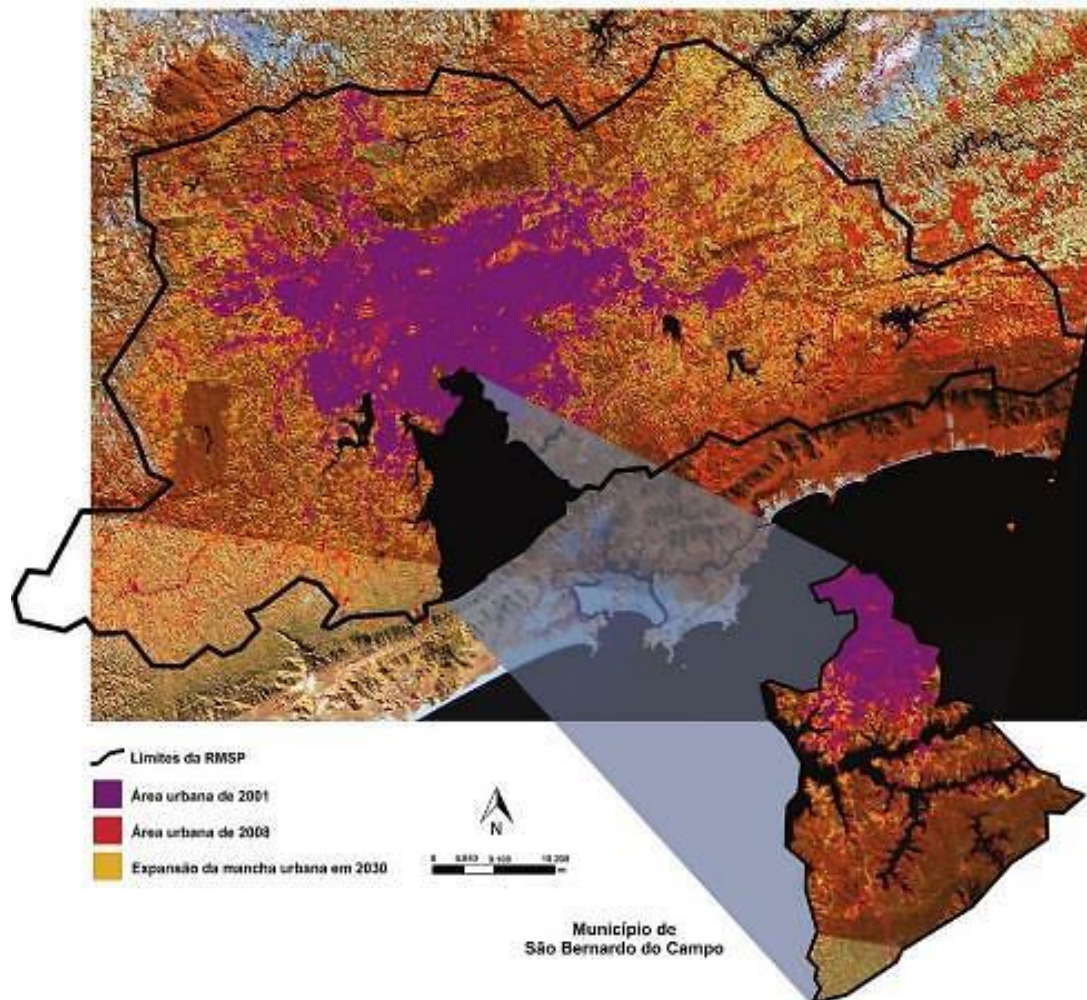 Limites da RMSP
Área urbana de 2001
Área urbana de 2008
Expansão da mancha urbana em 2030
N
0
m
Município de
São Bernardo do Campo